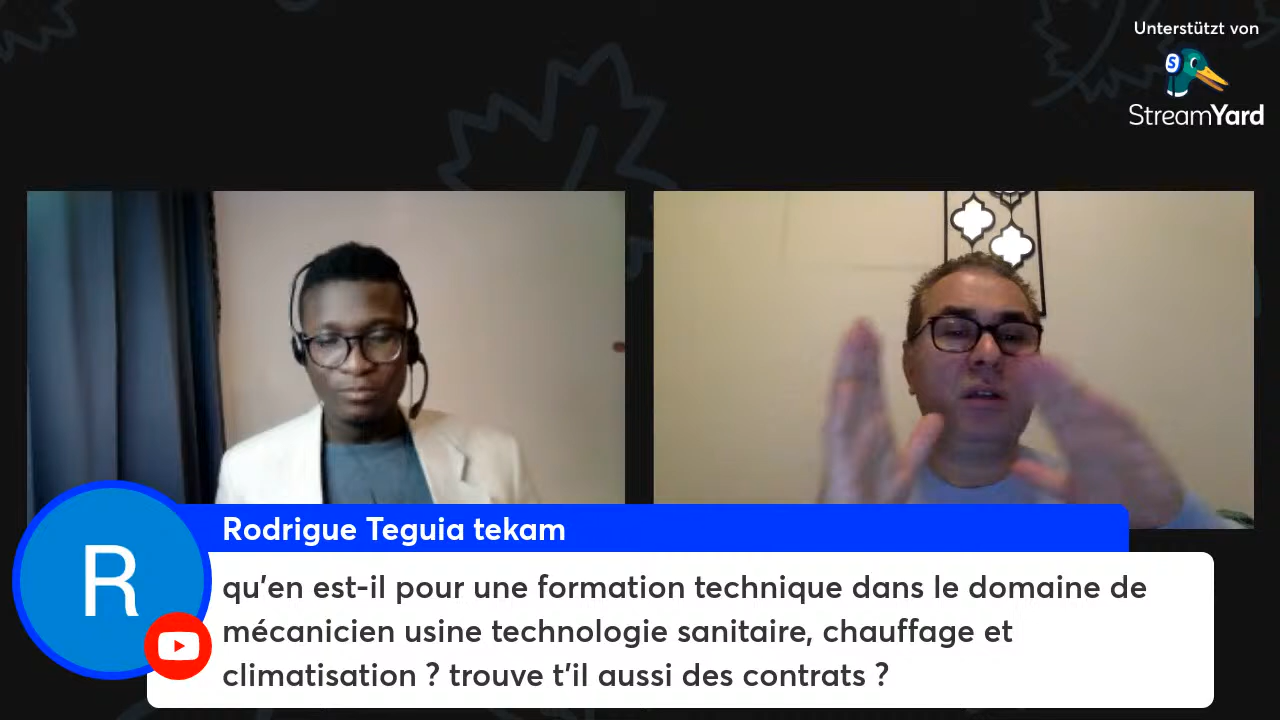 Unterstützt von
S
StreamYard
R
Rodrigue Teguia tekam
qu'en est-il pour une formation technique dans le domaine de
mécanicien usine technologie sanitaire, chauffage et
climatisation ? trouve t'il aussi des contrats ?